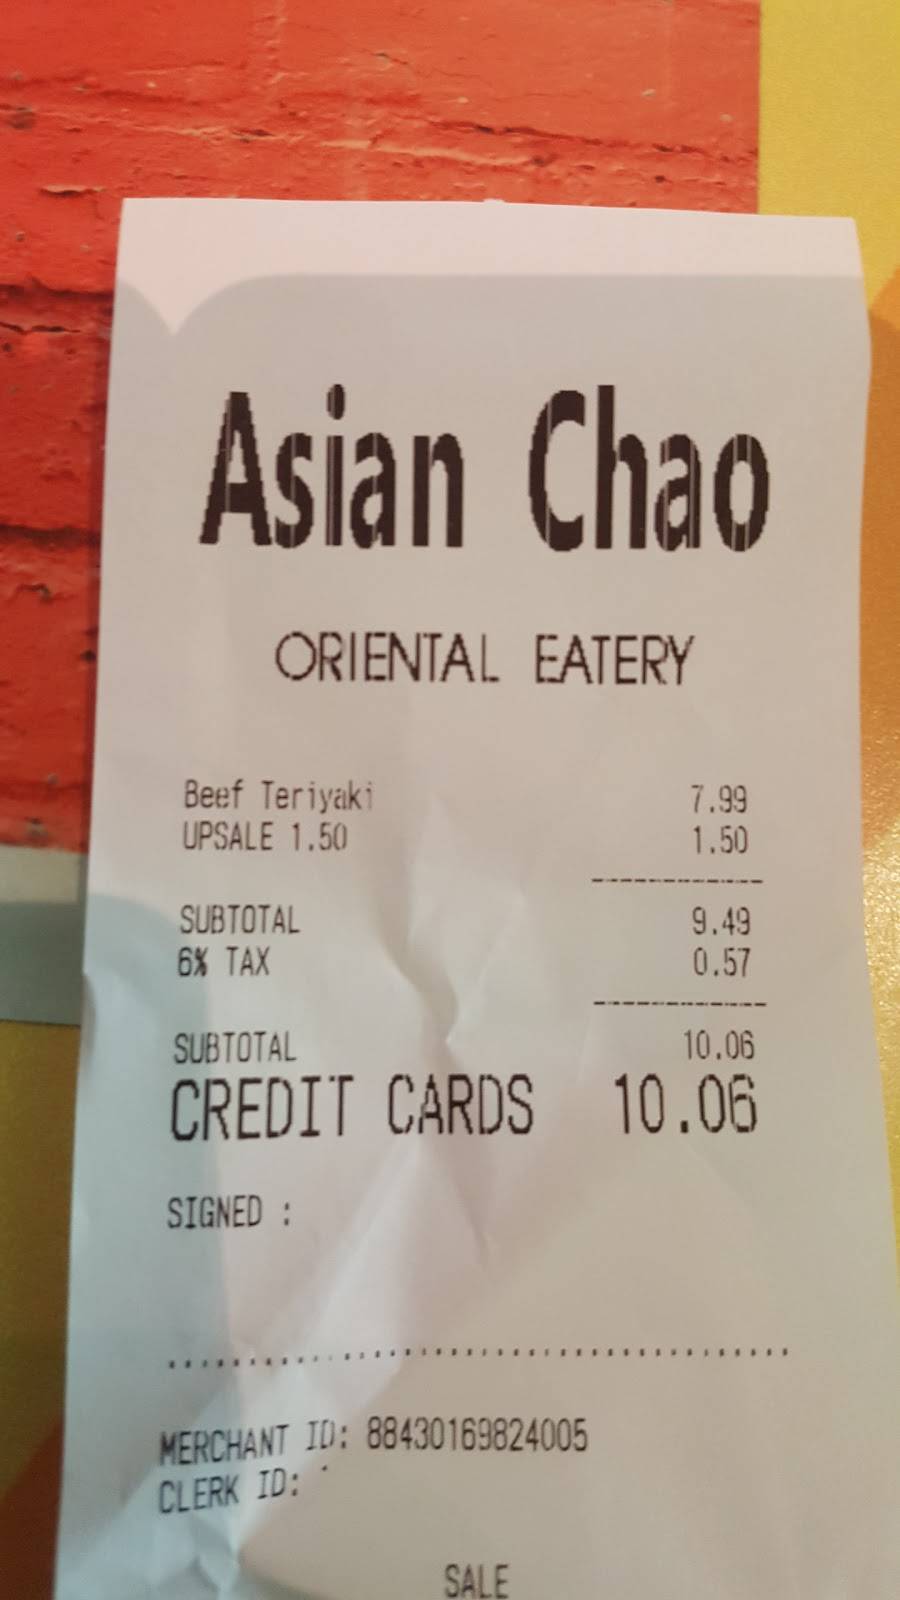 Asian Chao
ORIENTAL EATERY
Beef Teriyaki 7.99
UPSALE 1.50 1.50
SUBTOTAL 9.49
6% TAX 0.57
SUBTOTAL 10.06
CREDIT CARDS 10.06
SIGNED :
MERCHANT ID: 88430169824005
CLERK ID:
SALE